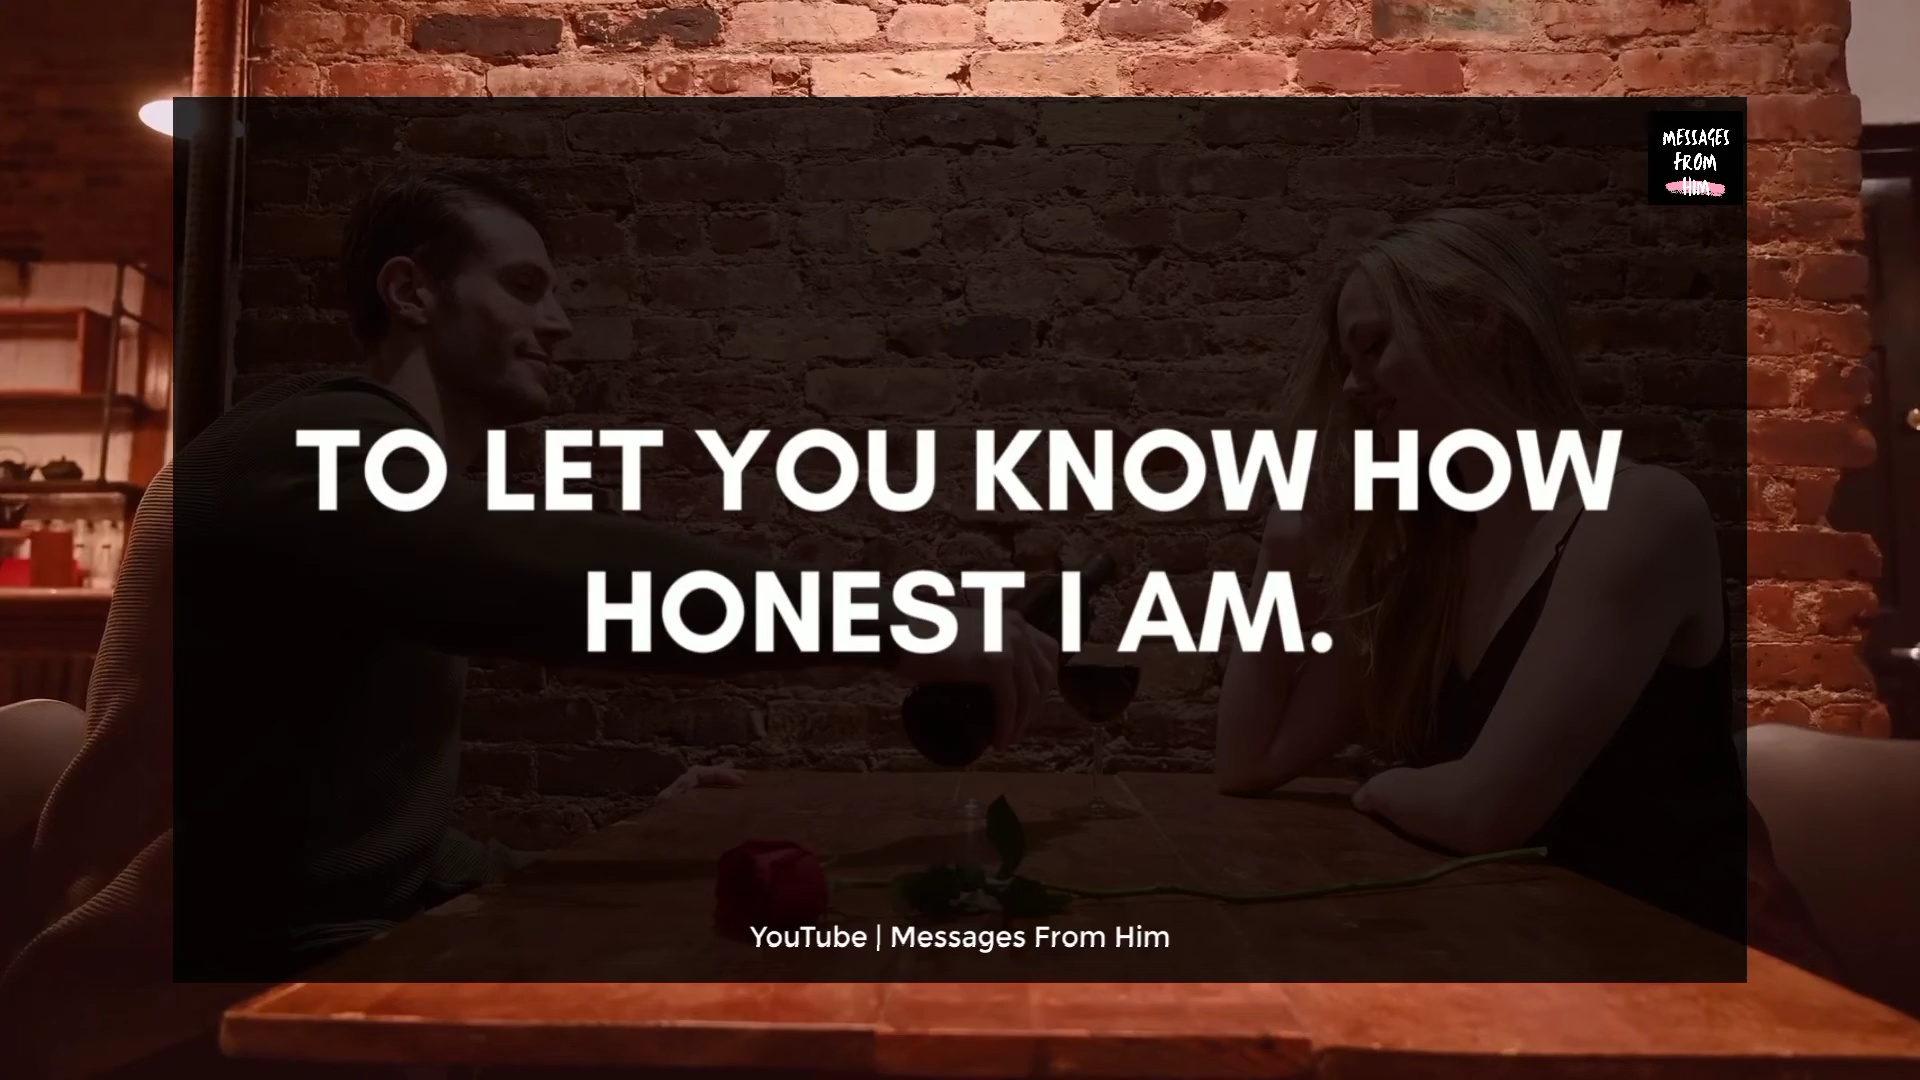 MESSAGES
FROM
HIM
TO LET YOU KNOW HOW
HONEST I AM.
YouTube | Messages From Him